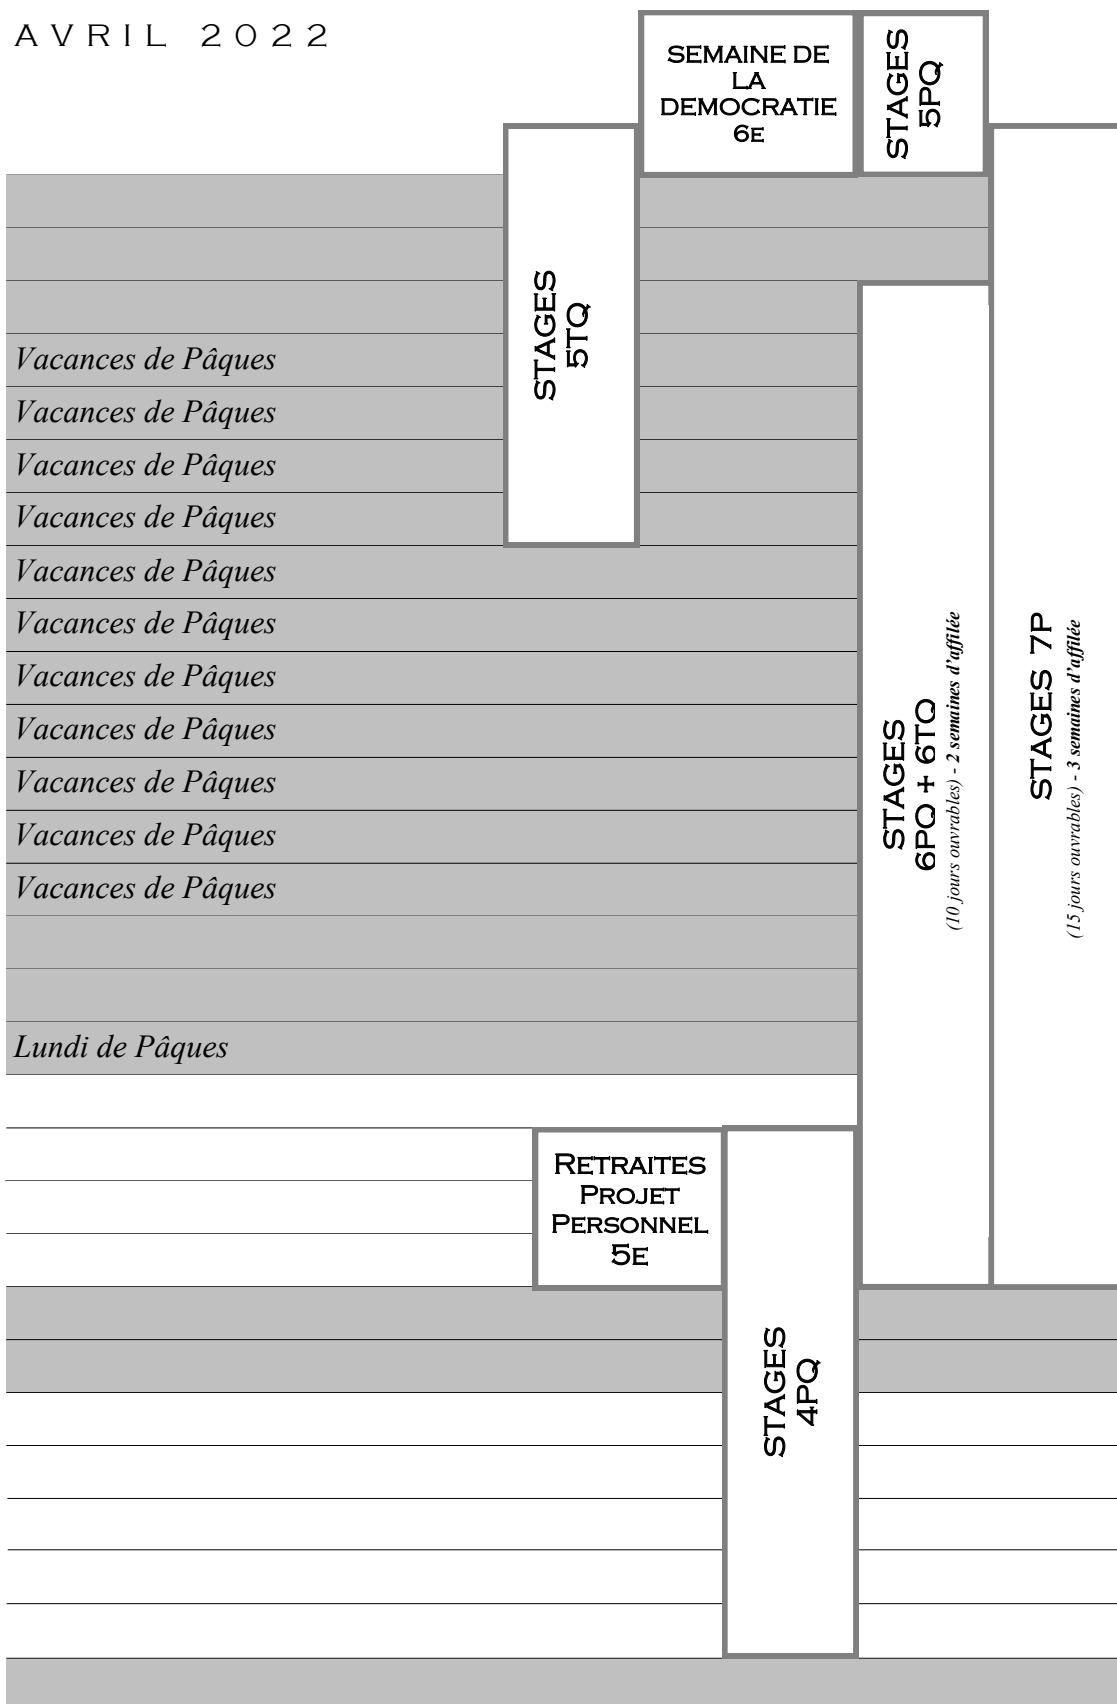 AVRIL 2022
SEMAINE DE
LA
DEMOCRATIE
6E
STAGES
5PQ
STAGES
5TQ
Vacances de Pâques
Vacances de Pâques
Vacances de Pâques
Vacances de Pâques
Vacances de Pâques
Vacances de Pâques
Vacances de Pâques
Vacances de Pâques
Vacances de Pâques
Vacances de Pâques
Vacances de Pâques
STAGES
6PQ + 6TQ
(10 jours ouvrables) - 2 semaines d'affilée
STAGES 7P
(15 jours ouvrables) - 3 semaines d'affilée
Lundi de Pâques
RETRAITES
PROJET
PERSONNEL
5E
STAGES
4PQ